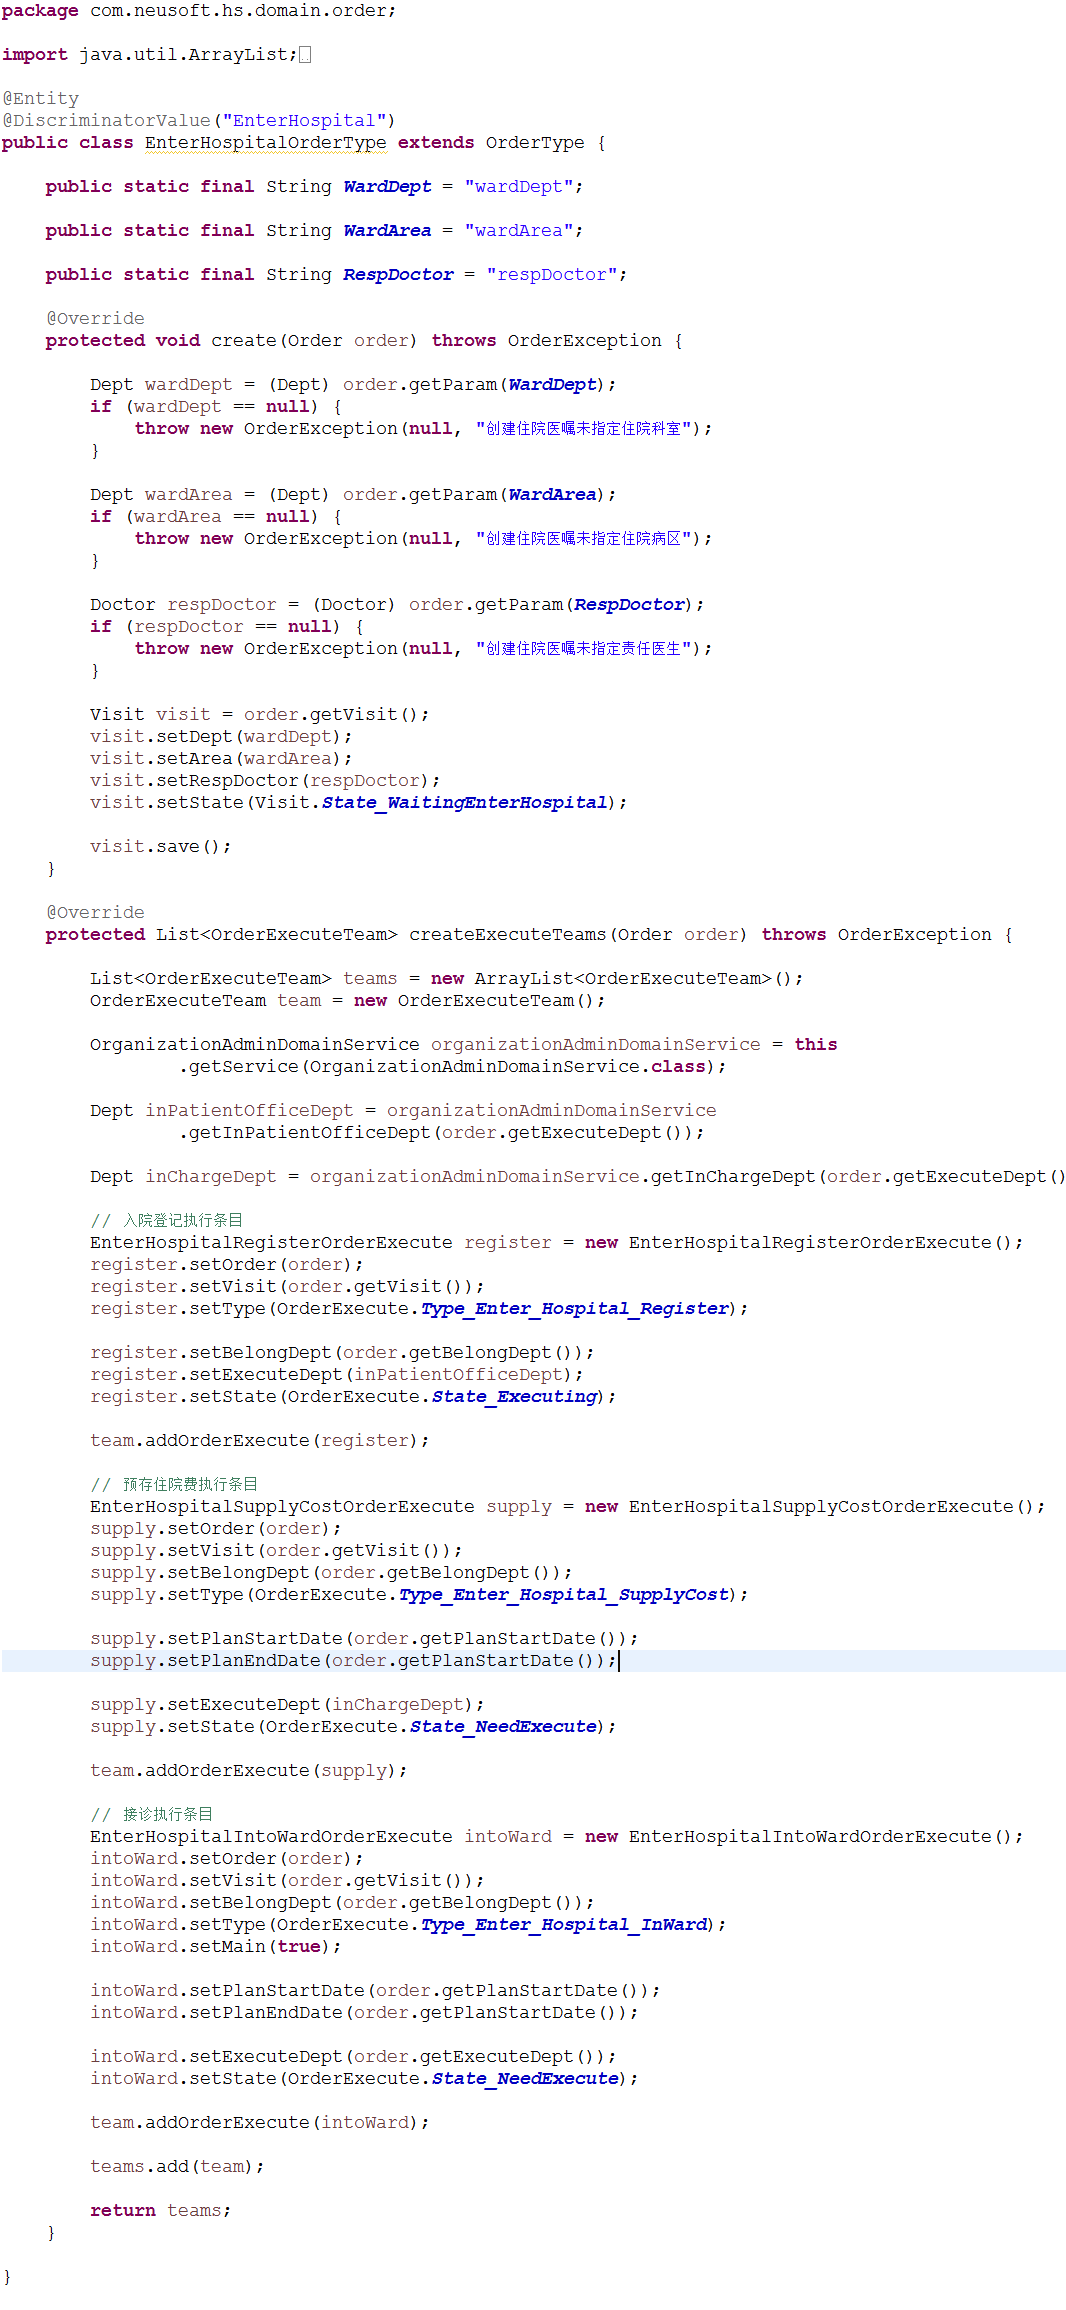 package com.neusoft.hs.domain.order;
import java.util.ArrayList;
@Entity
@DiscriminatorValue("EnterHospital")
public class EnterHospitalOrderType extends OrderType {
public static final String WardDept = "wardDept";
public static final String WardArea = "wardArea";
public static final String RespDoctor = "respDoctor";
@Override
protected void create(Order order) throws OrderException {
Dept wardDept = (Dept) order.getParam(WardDept);
if (wardDept == null) {
throw new OrderException(null, "创建住院医嘱未指定住院科室");
}
Dept wardArea = (Dept) order.getParam(WardArea);
if (wardArea == null) {
throw new OrderException(null, "创建住院医嘱未指定住院病区");
}
Doctor respDoctor = (Doctor) order.getParam(RespDoctor);
if (respDoctor == null) {
throw new OrderException(null, "创建住院医嘱未指定责任医生");
}
Visit visit = order.getVisit();
visit.setDept(wardDept);
visit.setArea(wardArea);
visit.setRespDoctor(respDoctor);
visit.setState(Visit.State_WaitingEnterHospital);
visit.save();
}
@Override
protected List<OrderExecuteTeam> createExecuteTeams(Order order) throws OrderException {
List<OrderExecuteTeam> teams = new ArrayList<OrderExecuteTeam>();
OrderExecuteTeam team = new OrderExecuteTeam();
OrganizationAdminDomainService organizationAdminDomainService = this
.getService(OrganizationAdminDomainService.class);
Dept inPatientOfficeDept = organizationAdminDomainService
.getInPatientOfficeDept(order.getExecuteDept());
Dept inChargeDept = organizationAdminDomainService.getInChargeDept(order.getExecuteDept()
// 入院登记执行条目
EnterHospitalRegisterOrderExecute register = new EnterHospitalRegisterOrderExecute();
register.setOrder(order);
register.setVisit(order.getVisit());
register.setType(OrderExecute.Type_Enter_Hospital_Register);
register.setBelongDept(order.getBelongDept());
register.setExecuteDept(inPatientOfficeDept);
register.setState(OrderExecute.State_Executing);
team.addOrderExecute(register);
// 预存住院费执行条目
EnterHospitalSupplyCostOrderExecute supply = new EnterHospitalSupplyCostOrderExecute();
supply.setOrder(order);
supply.setVisit(order.getVisit());
supply.setBelongDept(order.getBelongDept());
supply.setType(OrderExecute.Type_Enter_Hospital_SupplyCost);
supply.setPlanStartDate(order.getPlanStartDate());
supply.setPlanEndDate(order.getPlanStartDate());
supply.setExecuteDept(inChargeDept);
supply.setState(OrderExecute.State_NeedExecute);
team.addOrderExecute(supply);
// 接诊执行条目
EnterHospitalIntoWardOrderExecute intoWard = new EnterHospitalIntoWardOrderExecute();
intoWard.setOrder(order);
intoWard.setVisit(order.getVisit());
intoWard.setBelongDept(order.getBelongDept());
intoWard.setType(OrderExecute.Type_Enter_Hospital_InWard);
intoWard.setMain(true);
intoWard.setPlanStartDate(order.getPlanStartDate());
intoWard.setPlanEndDate(order.getPlanStartDate());
intoWard.setExecuteDept(order.getExecuteDept());
intoWard.setState(OrderExecute.State_NeedExecute);
team.addOrderExecute(intoWard);
teams.add(team);
return teams;
}
}